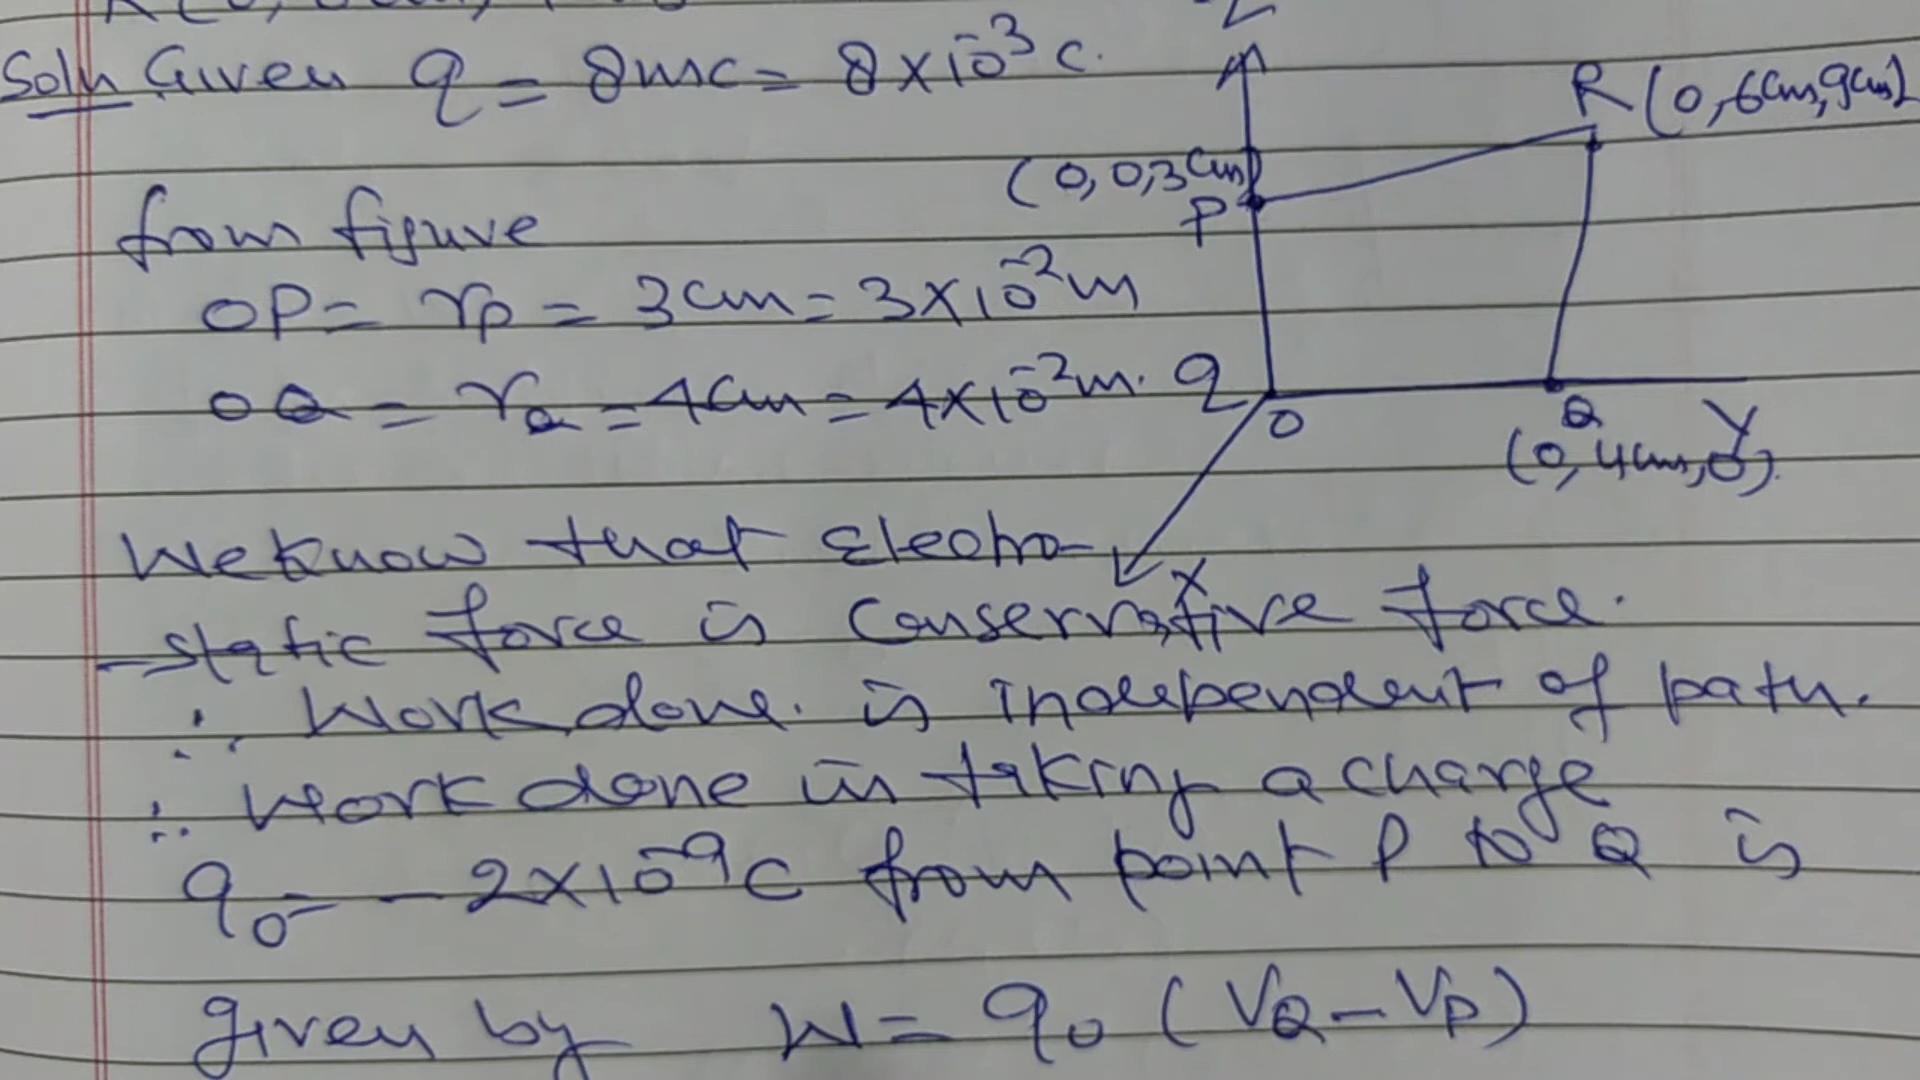 Soln Given q = 8mc = 8×10⁻³ c.
Z
R (0, 6cm, 9cm)
(0, 0, 3cm)
P
from figure
OP = rp = 3cm = 3×10⁻² m
OQ = rQ = 4cm = 4×10⁻² m.
q
O
Q
Y
(0, 4cm, 0).
We know that Electro-
X
-static force is conservative force.
∴ Work done. is independent of path.
∴ Work done in taking a charge
q₀ = -2×10⁻⁹ C from point P to Q is
given by W = q₀ (VQ - VP)